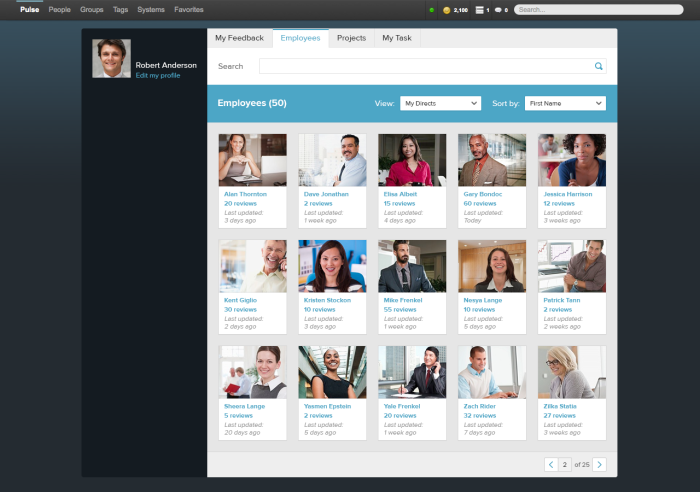 Pulse People Groups Tags Systems Favorites 2,100 1 0 Search...
My Feedback Employees Projects My Task
Robert Anderson
Edit my profile
Search
Employees (50) View: My Directs Sort by: First Name
Alan Thornton
20 reviews
Last updated:
3 days ago
Dave Jonathan
2 reviews
Last updated:
1 week ago
Elisa Albert
15 reviews
Last updated:
4 days ago
Gary Bondoc
60 reviews
Last updated:
Today
Jessica Harrison
12 reviews
Last updated:
3 weeks ago
Kent Giglio
30 reviews
Last updated:
2 days ago
Kristen Stockon
10 reviews
Last updated:
3 days ago
Mike Frenkel
55 reviews
Last updated:
1 week ago
Nesya Lange
10 reviews
Last updated:
5 days ago
Patrick Tenn
2 reviews
Last updated:
2 weeks ago
Sheera Lange
5 reviews
Last updated:
20 days ago
Yasmen Epstein
2 reviews
Last updated:
5 days ago
Yale Frenkel
20 reviews
Last updated:
1 week ago
Zach Rider
32 reviews
Last updated:
7 days ago
Zilka Statia
27 reviews
Last updated:
3 weeks ago
2 of 25